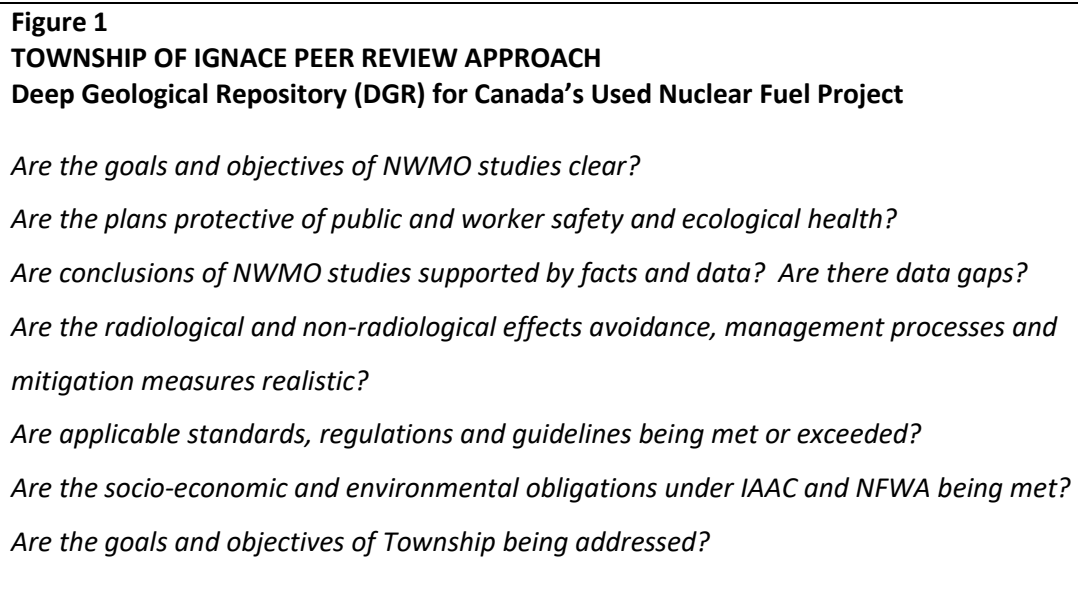 Figure 1
TOWNSHIP OF IGNACE PEER REVIEW APPROACH
Deep Geological Repository (DGR) for Canada’s Used Nuclear Fuel Project
Are the goals and objectives of NWMO studies clear?
Are the plans protective of public and worker safety and ecological health?
Are conclusions of NWMO studies supported by facts and data?  Are there data gaps?
Are the radiological and non-radiological effects avoidance, management processes and
mitigation measures realistic?
Are applicable standards, regulations and guidelines being met or exceeded?
Are the socio-economic and environmental obligations under IAAC and NFWA being met?
Are the goals and objectives of Township being addressed?